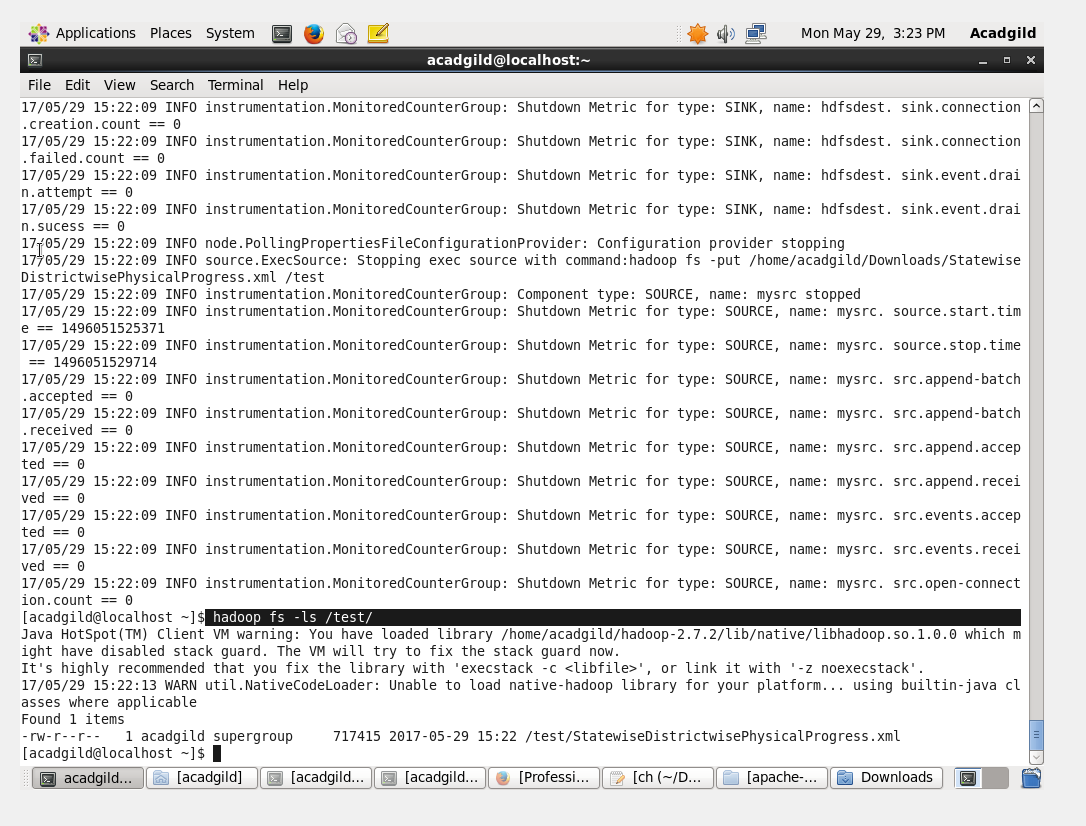 Applications Places System Mon May 29, 3:23 PM Acadgild
acadgild@localhost:~
File Edit View Search Terminal Help
17/05/29 15:22:09 INFO instrumentation.MonitoredCounterGroup: Shutdown Metric for type: SINK, name: hdfsdest. sink.connection
.creation.count == 0
17/05/29 15:22:09 INFO instrumentation.MonitoredCounterGroup: Shutdown Metric for type: SINK, name: hdfsdest. sink.connection
.failed.count == 0
17/05/29 15:22:09 INFO instrumentation.MonitoredCounterGroup: Shutdown Metric for type: SINK, name: hdfsdest. sink.event.drai
n.attempt == 0
17/05/29 15:22:09 INFO instrumentation.MonitoredCounterGroup: Shutdown Metric for type: SINK, name: hdfsdest. sink.event.drai
n.sucess == 0
17/05/29 15:22:09 INFO node.PollingPropertiesFileConfigurationProvider: Configuration provider stopping
17/05/29 15:22:09 INFO source.ExecSource: Stopping exec source with command:hadoop fs -put /home/acadgild/Downloads/Statewise
DistrictwisePhysicalProgress.xml /test
17/05/29 15:22:09 INFO instrumentation.MonitoredCounterGroup: Component type: SOURCE, name: mysrc stopped
17/05/29 15:22:09 INFO instrumentation.MonitoredCounterGroup: Shutdown Metric for type: SOURCE, name: mysrc. source.start.tim
e == 1496051525371
17/05/29 15:22:09 INFO instrumentation.MonitoredCounterGroup: Shutdown Metric for type: SOURCE, name: mysrc. source.stop.time
 == 1496051529714
17/05/29 15:22:09 INFO instrumentation.MonitoredCounterGroup: Shutdown Metric for type: SOURCE, name: mysrc. src.append-batch
.accepted == 0
17/05/29 15:22:09 INFO instrumentation.MonitoredCounterGroup: Shutdown Metric for type: SOURCE, name: mysrc. src.append-batch
.received == 0
17/05/29 15:22:09 INFO instrumentation.MonitoredCounterGroup: Shutdown Metric for type: SOURCE, name: mysrc. src.append.accep
ted == 0
17/05/29 15:22:09 INFO instrumentation.MonitoredCounterGroup: Shutdown Metric for type: SOURCE, name: mysrc. src.append.recei
ved == 0
17/05/29 15:22:09 INFO instrumentation.MonitoredCounterGroup: Shutdown Metric for type: SOURCE, name: mysrc. src.events.accep
ted == 0
17/05/29 15:22:09 INFO instrumentation.MonitoredCounterGroup: Shutdown Metric for type: SOURCE, name: mysrc. src.events.recei
ved == 0
17/05/29 15:22:09 INFO instrumentation.MonitoredCounterGroup: Shutdown Metric for type: SOURCE, name: mysrc. src.open-connect
ion.count == 0
[acadgild@localhost ~]$ hadoop fs -ls /test/
Java HotSpot(TM) Client VM warning: You have loaded library /home/acadgild/hadoop-2.7.2/lib/native/libhadoop.so.1.0.0 which m
ight have disabled stack guard. The VM will try to fix the stack guard now.
It's highly recommended that you fix the library with 'execstack -c <libfile>', or link it with '-z noexecstack'.
17/05/29 15:22:13 WARN util.NativeCodeLoader: Unable to load native-hadoop library for your platform... using builtin-java cl
asses where applicable
Found 1 items
-rw-r--r--   1 acadgild supergroup     717415 2017-05-29 15:22 /test/StatewiseDistrictwisePhysicalProgress.xml
[acadgild@localhost ~]$
acadgild... [acadgild] [acadgild... [acadgild... [Professi... [ch (~/D... [apache-... Downloads